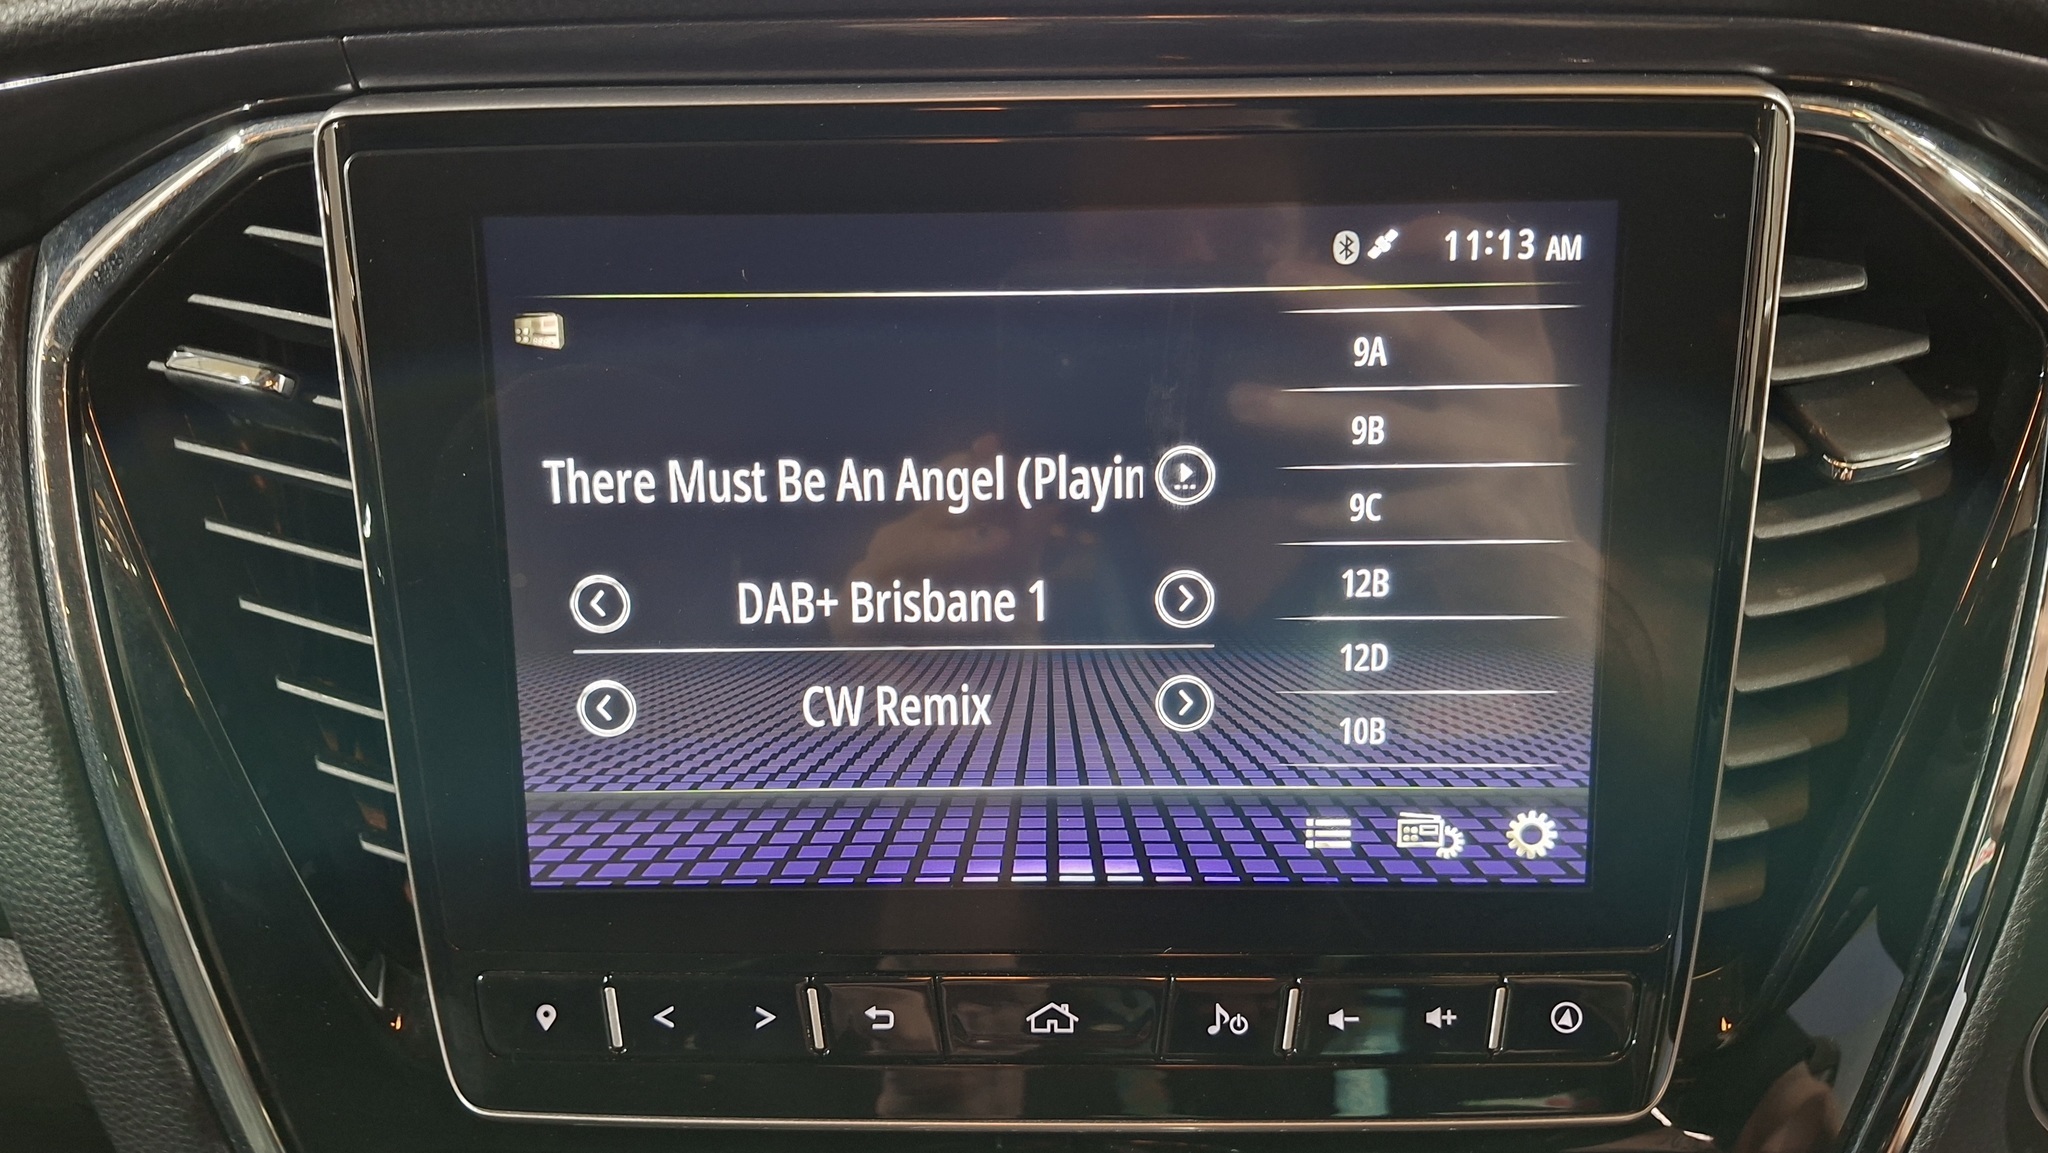 11:13 AM
There Must Be An Angel (Playin
DAB+ Brisbane 1
CW Remix
9A
9B
9C
12B
12D
10B